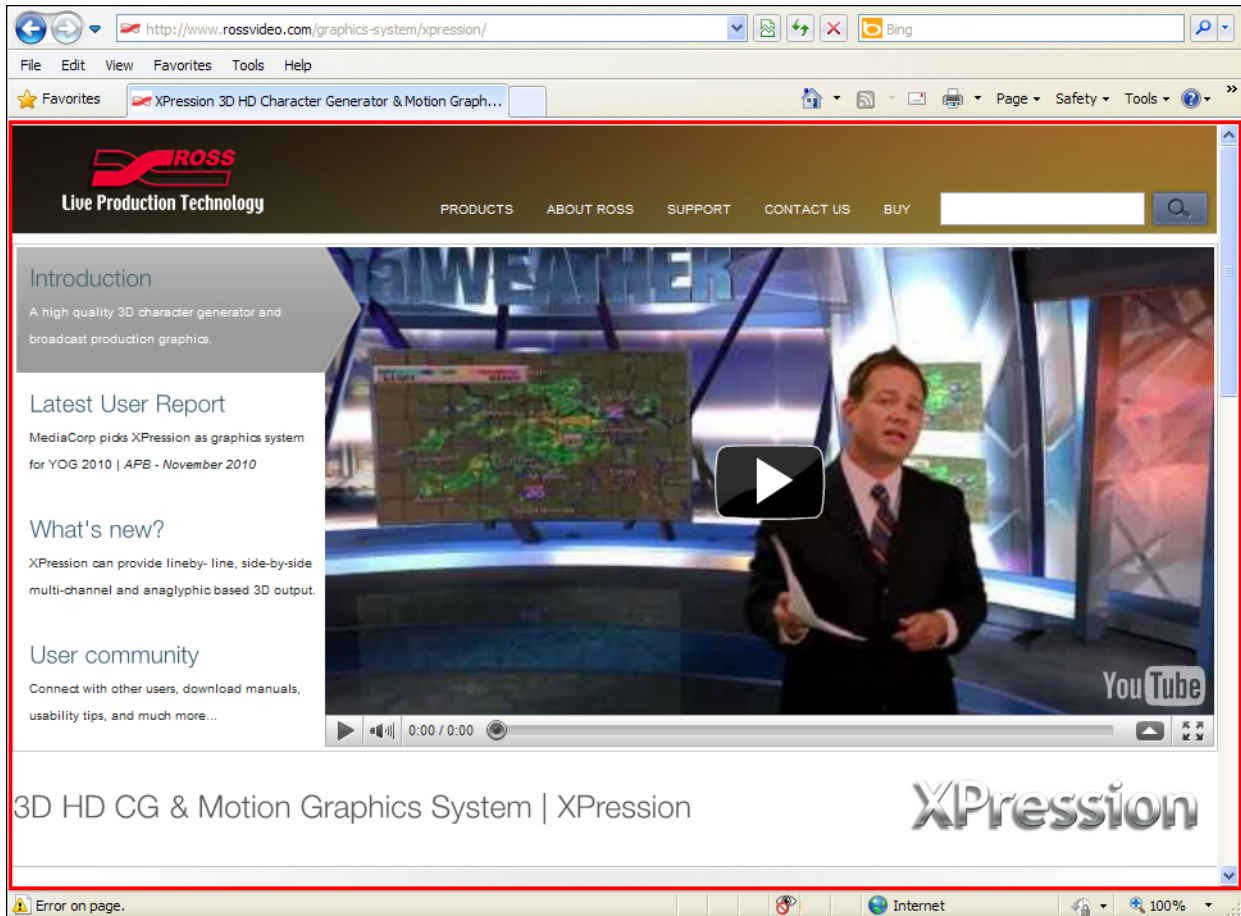 http://www.rossvideo.com/graphics-system/xpression/
Bing
File Edit View Favorites Tools Help
Favorites
XPression 3D HD Character Generator & Motion Graph...
Page Safety Tools
ROSS
Live Production Technology
PRODUCTS ABOUT ROSS SUPPORT CONTACT US BUY
Introduction
A high quality 3D character generator and
broadcast production graphics.
Latest User Report
MediaCorp picks XPression as graphics system
for YOG 2010 | APB - November 2010
What's new?
XPression can provide lineby- line, side-by-side
multi-channel and anaglyphic based 3D output.
User community
Connect with other users, download manuals,
usability tips, and much more...
WEATHER
YouTube
0:00 / 0:00
3D HD CG & Motion Graphics System | XPression
XPression
Error on page.
Internet
100%